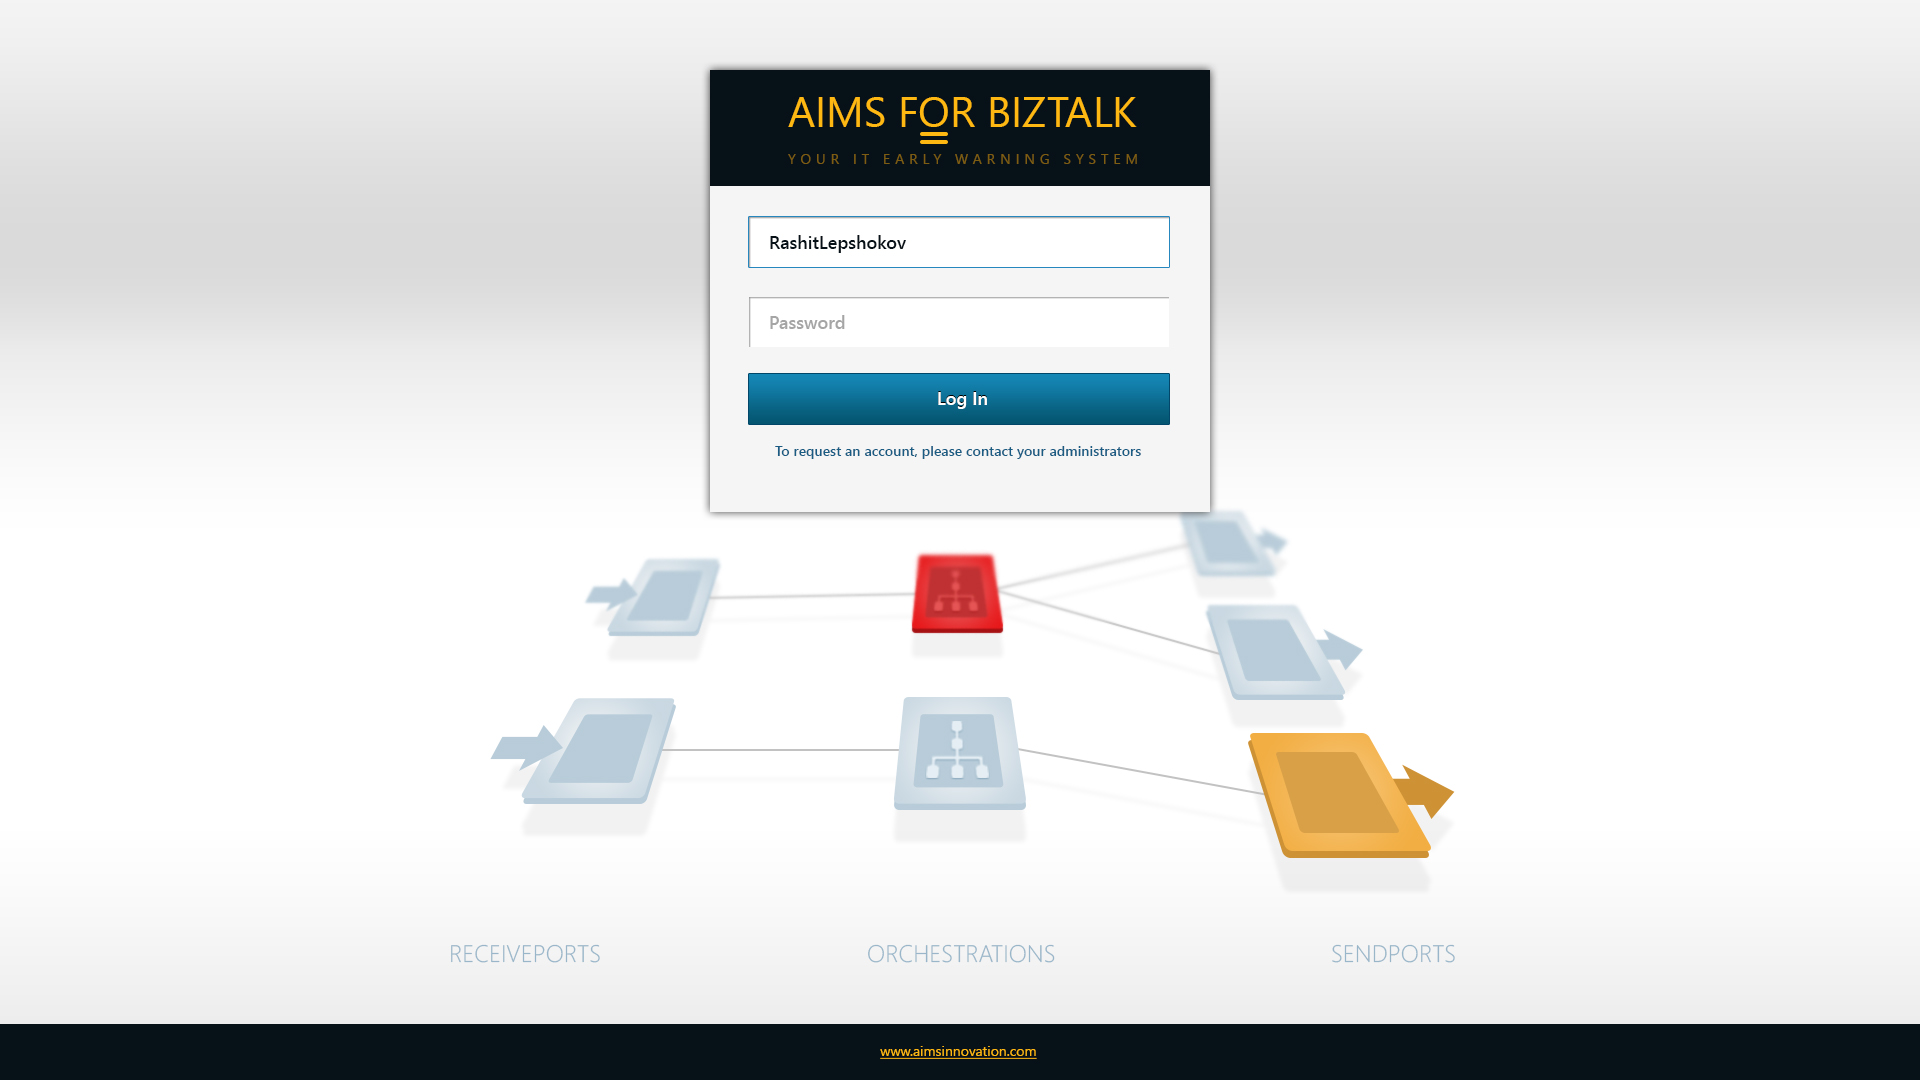 AIMS FOR BIZTALK
YOUR IT EARLY WARNING SYSTEM
RashitLepshokov
Password
Log In
To request an account, please contact your administrators
RECEIVEPORTS
ORCHESTRATIONS
SENDPORTS
www.aimsinnovation.com